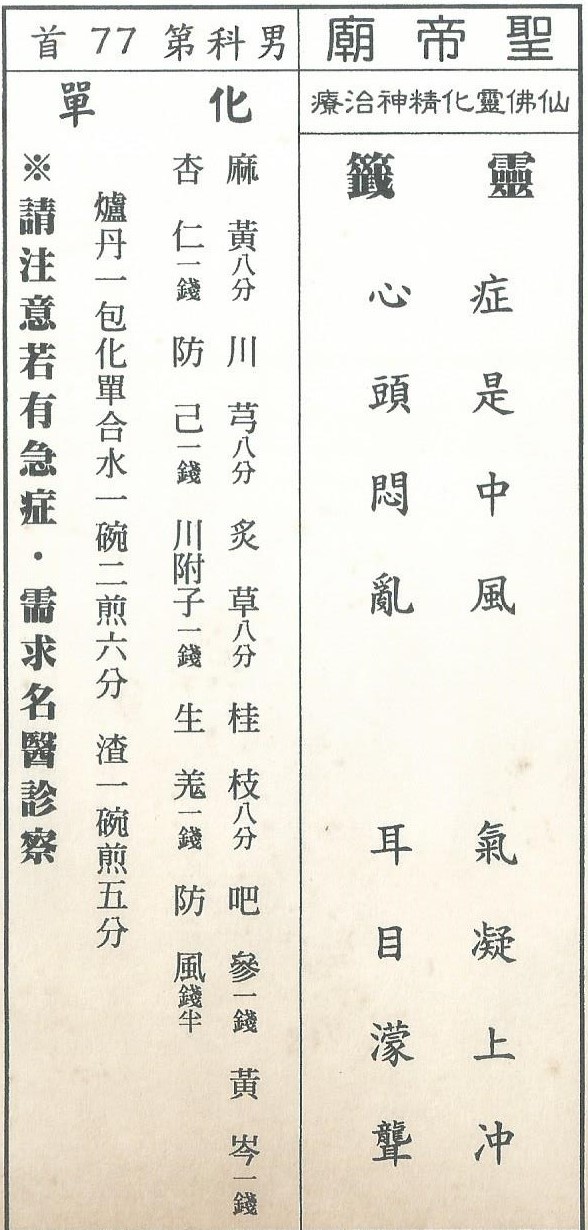 聖帝廟
仙佛靈化精神治療
靈籤
症是中風 氣凝上冲
心頭悶亂 耳目濛聾
男科第77首
化單
麻黃八分 川芎八分 炙草八分 桂枝八分 吧參一錢 黃岑一錢
杏仁一錢 防己一錢 川附子一錢 生羗一錢 防風錢半
爐丹一包化單合水一碗二煎六分 渣一碗煎五分
※請注意若有急症・需求名醫診察